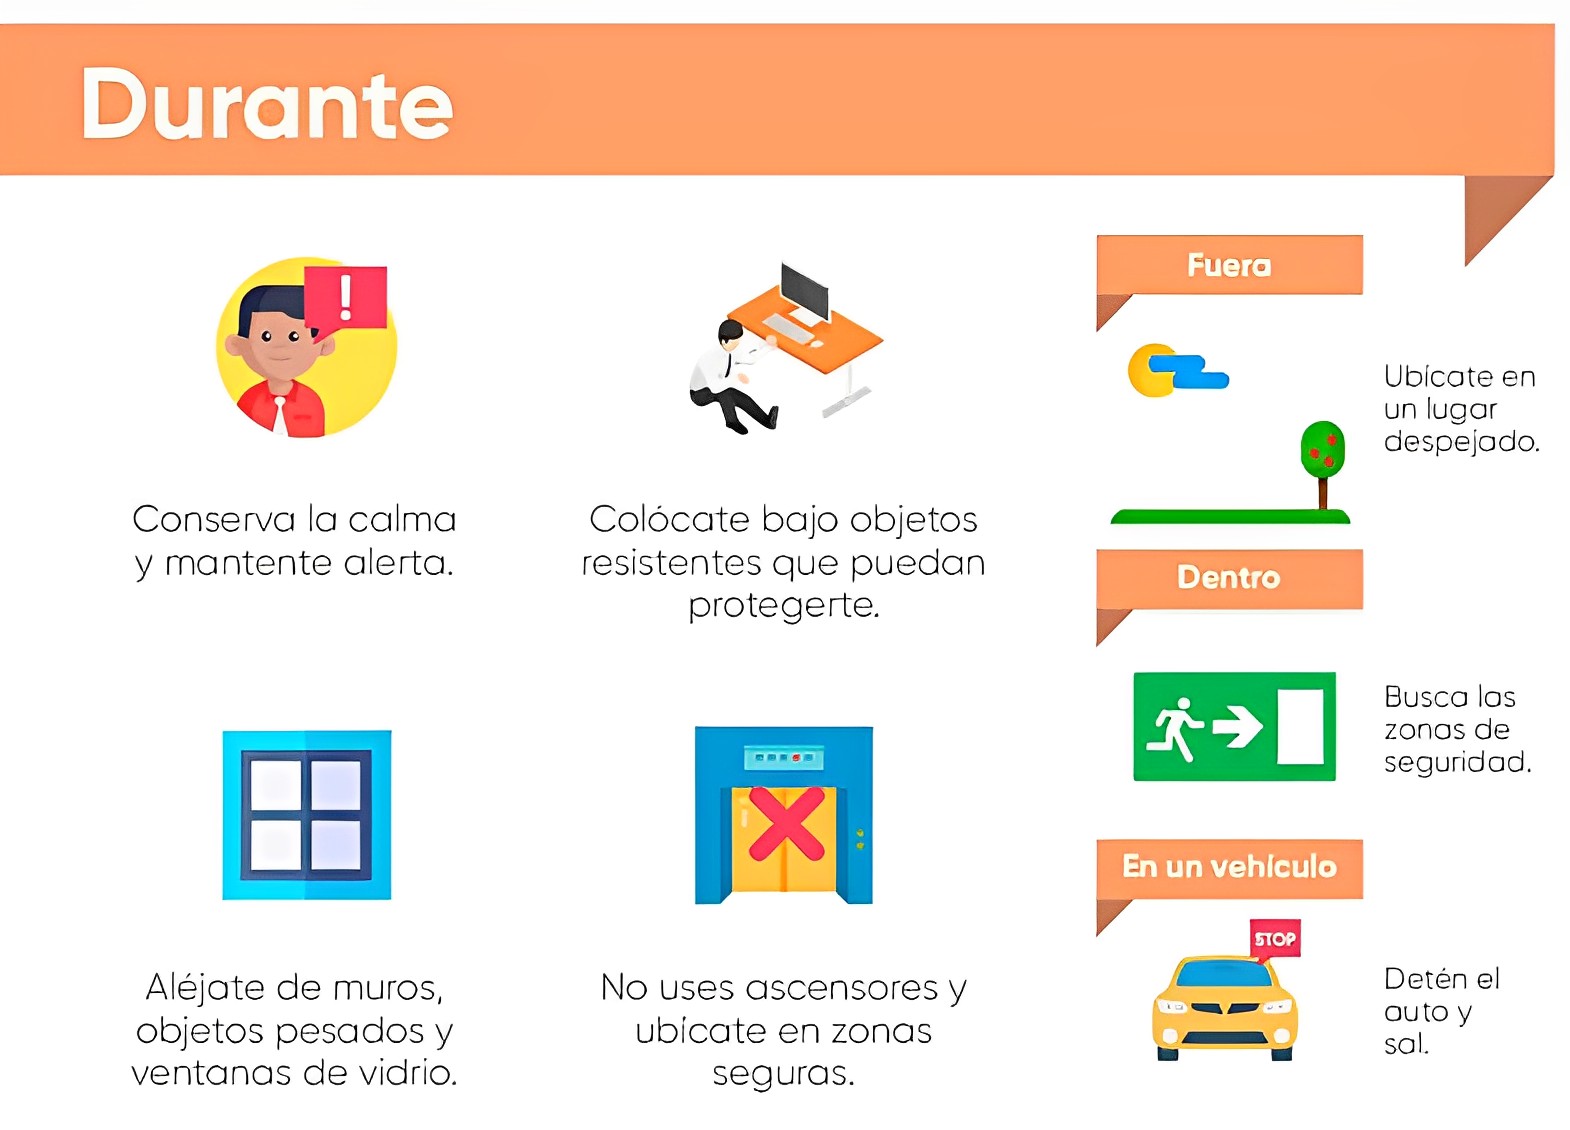 Durante
!
Conserva la calma
y mantente alerta.
Colócate bajo objetos
resistentes que puedan
protegerte.
Aléjate de muros,
objetos pesados y
ventanas de vidrio.
No uses ascensores y
ubícate en zonas
seguras.
Fuera
Ubícate en
un lugar
despejado.
Dentro
Busca las
zonas de
seguridad.
En un vehículo
STOP
Detén el
auto y
sal.